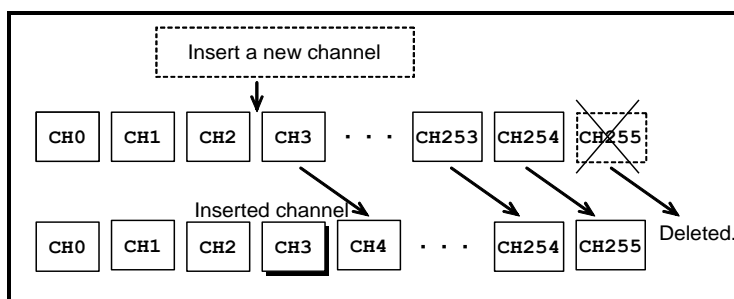 Insert a new channel
CH0 CH1 CH2 CH3 · · · CH253 CH254 CH255
Inserted channel
CH0 CH1 CH2 CH3 CH4 · · · CH254 CH255 Deleted.